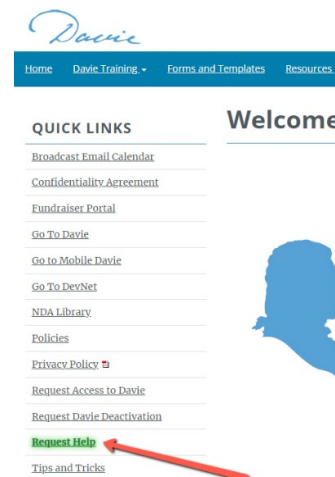 Davie
Home Davie Training Forms and Templates Resources
QUICK LINKS
Welcome
Broadcast Email Calendar
Confidentiality Agreement
Fundraiser Portal
Go To Davie
Go to Mobile Davie
Go To DevNet
NDA Library
Policies
Privacy Policy
Request Access to Davie
Request Davie Deactivation
Request Help
Tips and Tricks